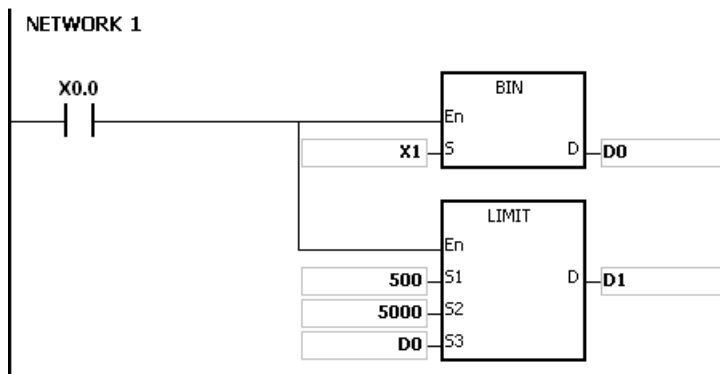 NETWORK 1
X0.0
BIN
En
X1 S D D0
LIMIT
En
500 S1 D D1
5000 S2
D0 S3